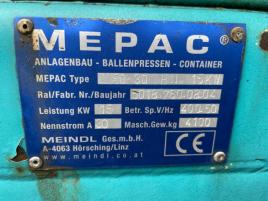 MEPAC®
ANLAGENBAU - BALLENPRESSEN - CONTAINER
MEPAC Type
Ral/Fabr. Nr./Baujahr
Leistung KW 15 Betr. Sp.V/Hz 400/50
Nennstrom A 30 Masch.Gew.kg 4100
MEINDL Ges.m.b.H.
A-4063 Hörsching/Linz
www.meindl.co.at
CE